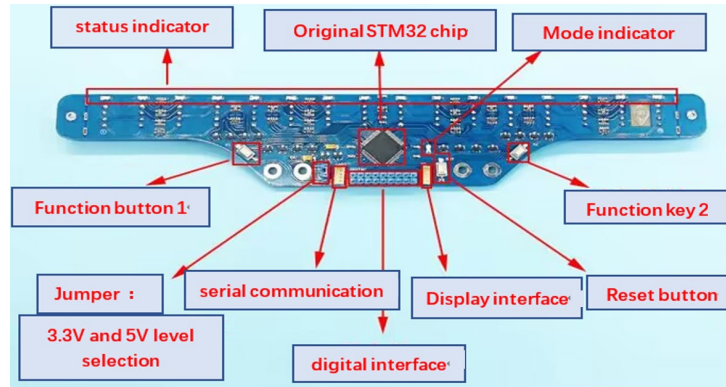 status indicator
Original STM32 chip
Mode indicator
Function button 1
Function key 2
Jumper ：
3.3V and 5V level
selection
serial communication
Display interface
Reset button
digital interface